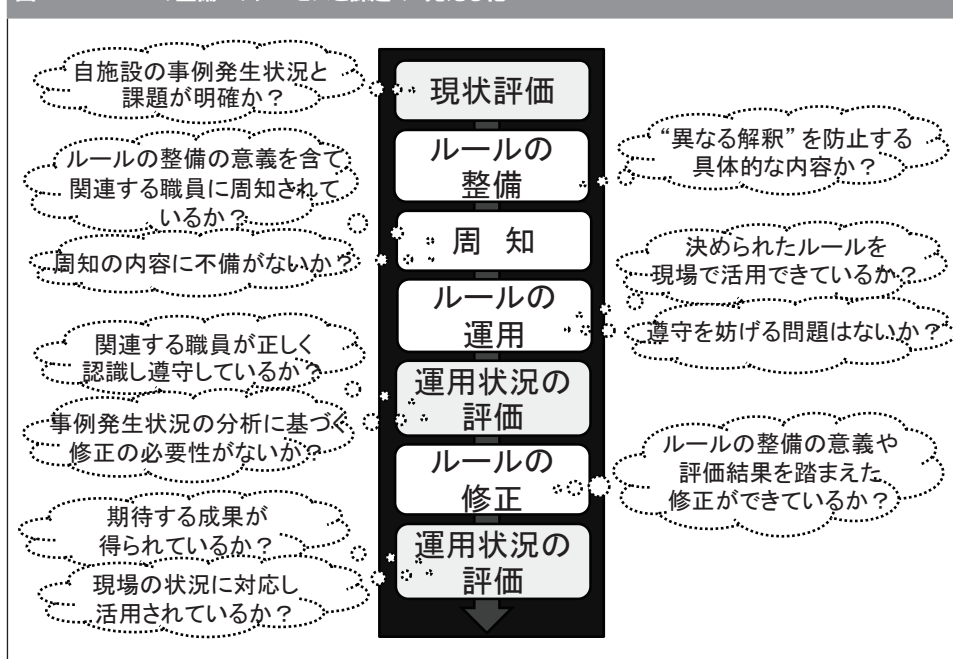 自施設の事例発生状況と
課題が明確か？
現状評価
ルールの
整備
“異なる解釈”を防止する
具体的な内容か？
ルールの整備の意義を含て
関連する職員に周知されて
いるか？
周知の内容に不備がないか？
周 知
ルールの
運用
決められたルールを
現場で活用できているか？
遵守を妨げる問題はないか？
関連する職員が正しく
認識し遵守しているか？
事例発生状況の分析に基づく
修正の必要性がないか？
運用状況の
評価
ルールの
修正
ルールの整備の意義や
評価結果を踏まえた
修正ができているか？
期待する成果が
得られているか？
現場の状況に対応し
活用されているか？
運用状況の
評価